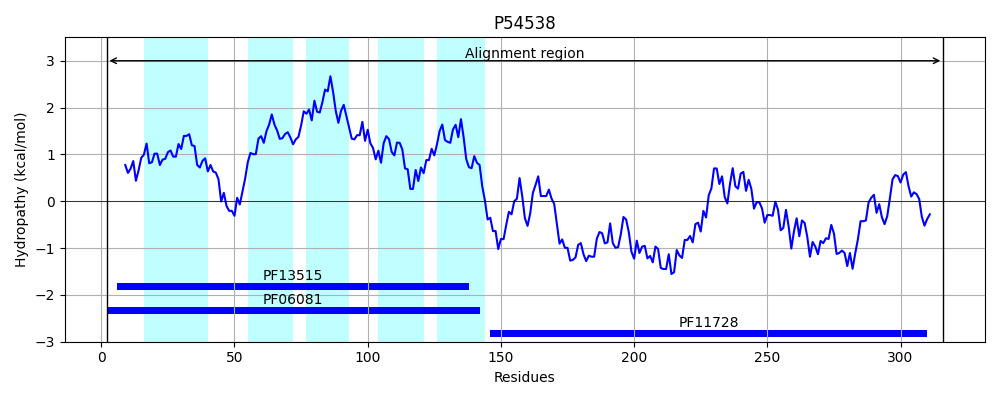 P54538
Alignment region
Hydropathy (kcal/mol)
3
2
1
0
−1
−2
−3
PF13515
PF06081
PF11728
0 50 100 150 200 250 300
Residues